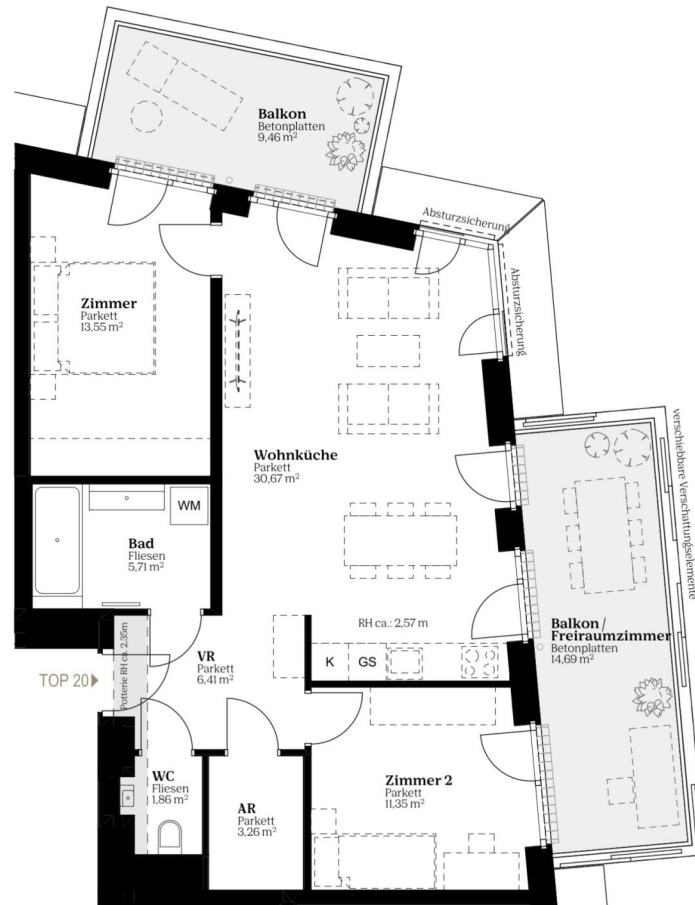 Balkon
Betonplatten
9,46 m²
Absturzsicherung
Absturzsicherung
Zimmer
Parkett
13,55 m²
Wohnküche
Parkett
30,67 m²
verschiebbare Verschattungselemente
WM
Bad
Fliesen
5,71 m²
RH ca.: 2,57 m
Balkon /
Freiraumzimmer
Betonplatten
14,69 m²
K
GS
VR
Parkett
6,41 m²
Potterie RH ca. 2.35m
TOP 20
WC
Fliesen
1,86 m²
AR
Parkett
3,26 m²
Zimmer 2
Parkett
11,35 m²